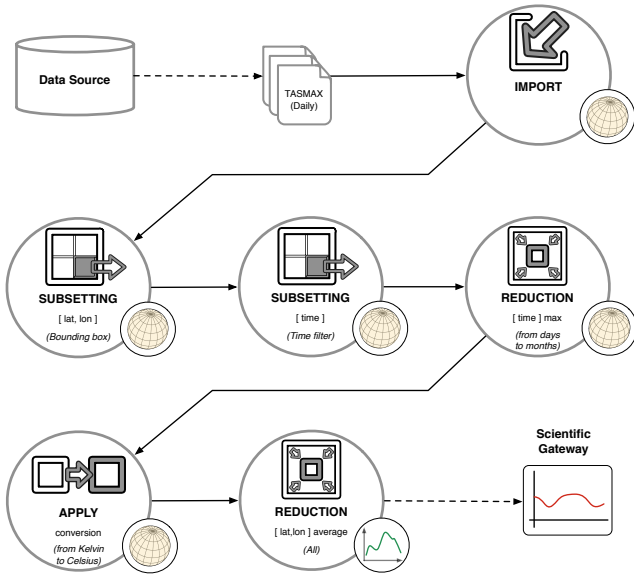 Data Source
TASMAX
(Daily)
IMPORT
SUBSETTING
[ lat, lon ]
(Bounding box)
SUBSETTING
[ time ]
(Time filter)
REDUCTION
[ time ] max
(from days
to months)
APPLY
conversion
(from Kelvin
to Celsius)
REDUCTION
[ lat,lon ] average
(All)
Scientific
Gateway